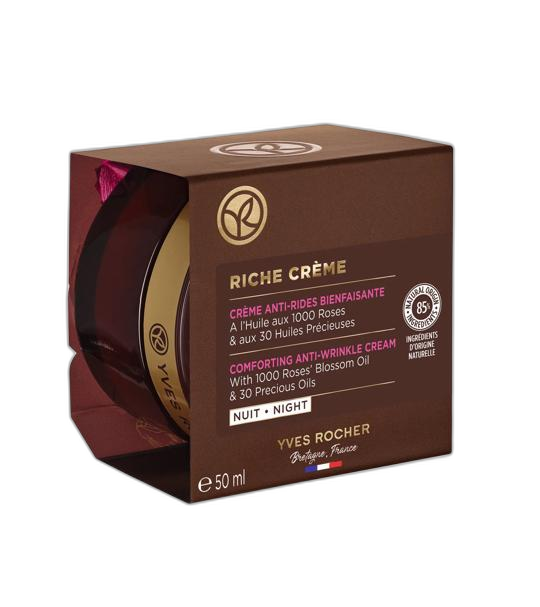 RICHE CRÈME
CRÈME ANTI-RIDES BIENFAISANTE
A l'Huile aux 1000 Roses
& aux 30 Huiles Précieuses
COMFORTING ANTI-WRINKLE CREAM
With 1000 Roses' Blossom Oil
& 30 Precious Oils
NUIT • NIGHT
YVES ROCHER
Bretagne, France
℮ 50 ml
NATURAL ORIGIN
85%
INGREDIENTS
INGRÉDIENTS
D'ORIGINE
NATURELLE
YVES